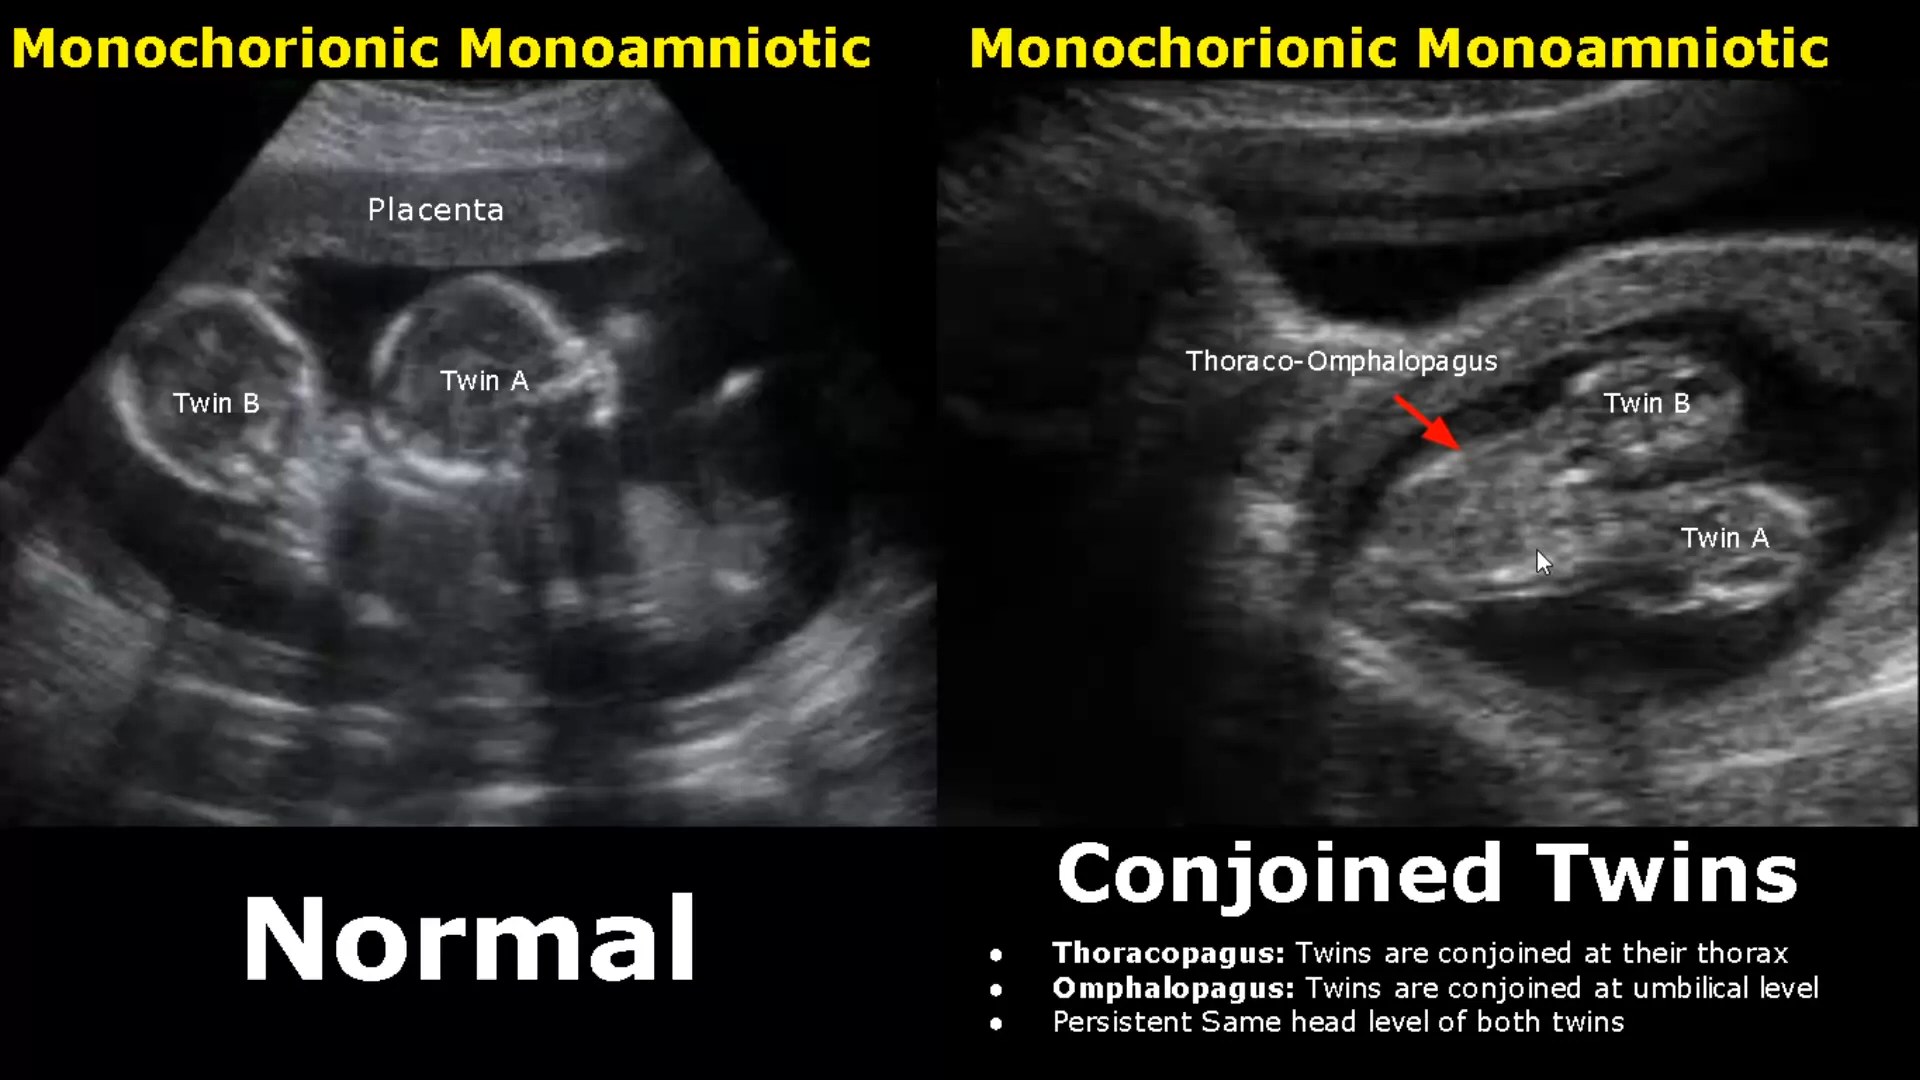 Monochorionic Monoamniotic
Placenta
Twin B
Twin A
Normal
Monochorionic Monoamniotic
Thoraco-Omphalopagus
Twin B
Twin A
Conjoined Twins
• Thoracopagus: Twins are conjoined at their thorax
• Omphalopagus: Twins are conjoined at umbilical level
• Persistent Same head level of both twins